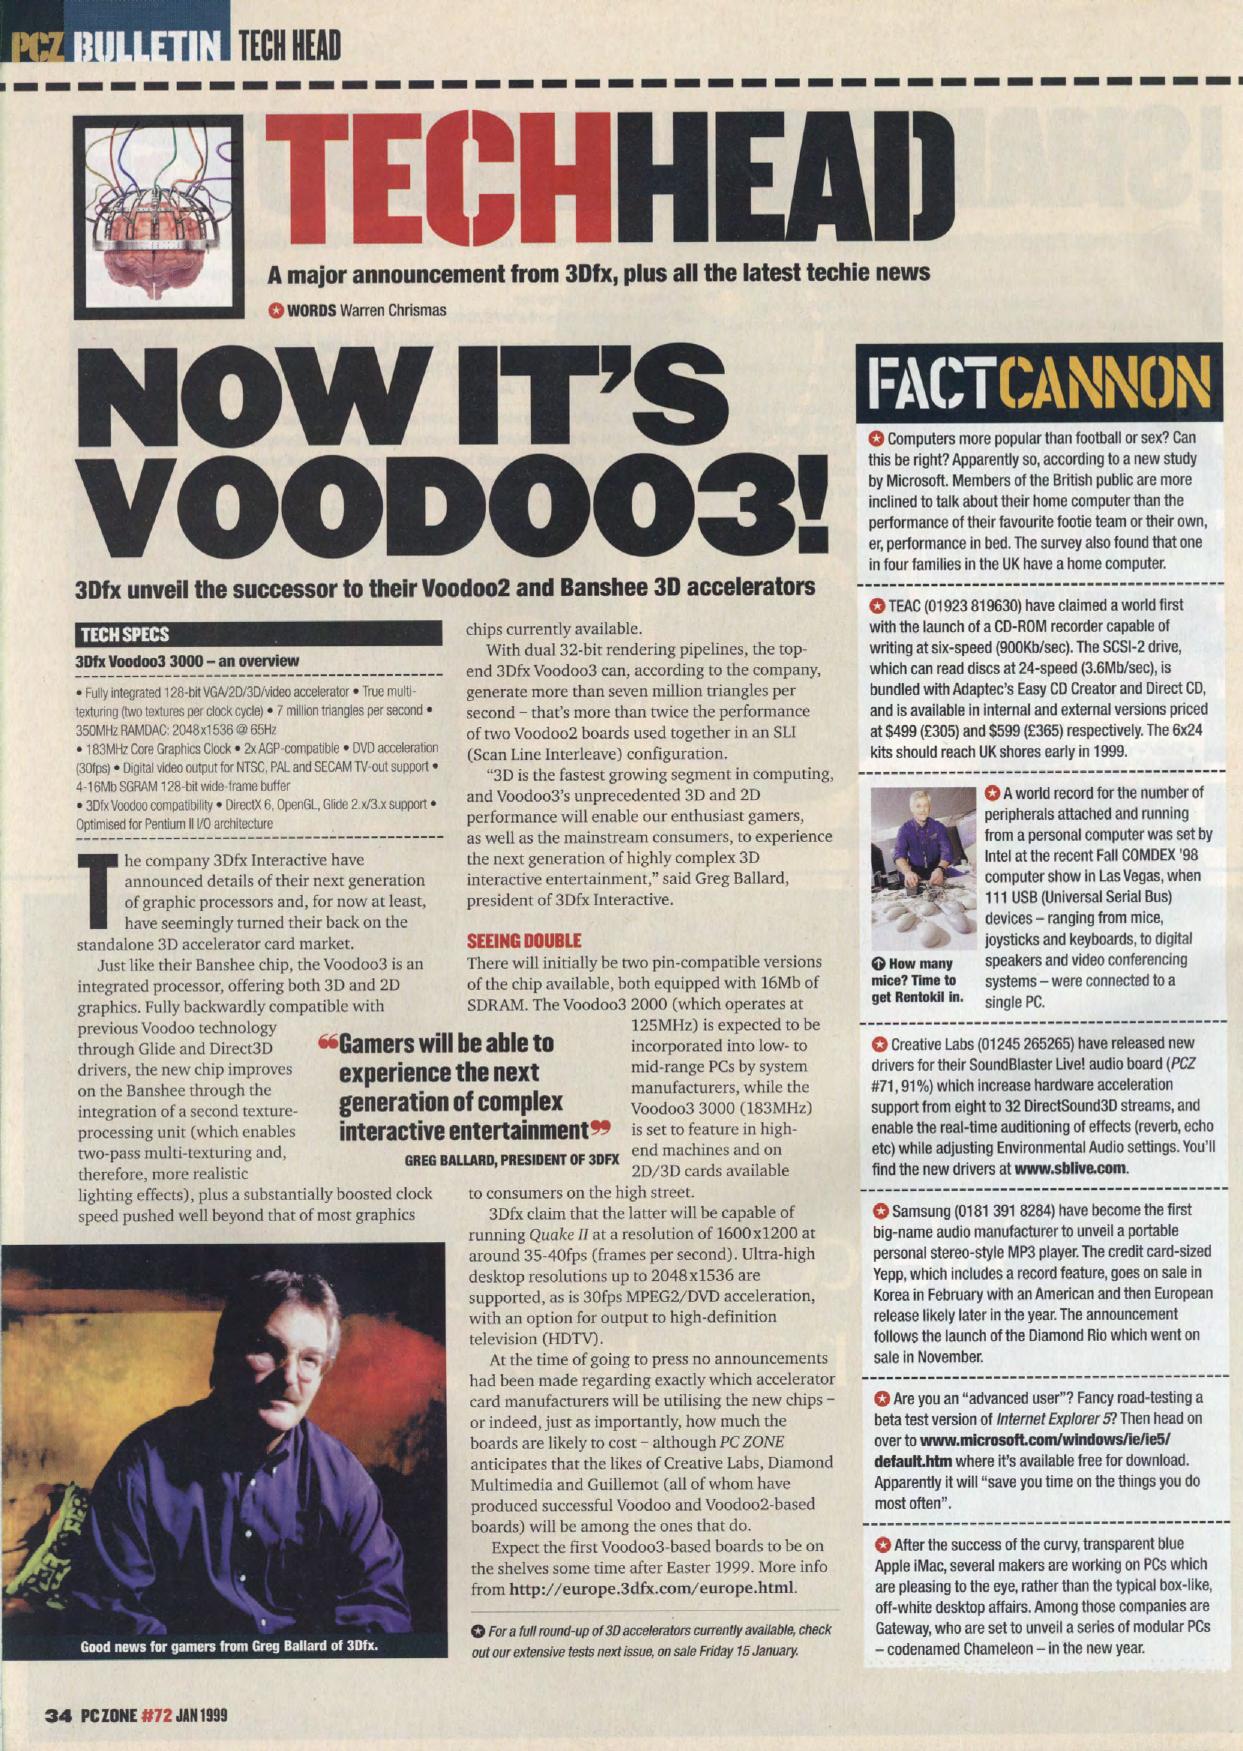 PCZ BULLETIN TECH HEAD
TECHHEAD
A major announcement from 3Dfx, plus all the latest techie news
WORDS Warren Chrismas
NOW IT'S
VOODOO3!
3Dfx unveil the successor to their Voodoo2 and Banshee 3D accelerators
TECH SPECS
3Dfx Voodoo3 3000 – an overview
• Fully integrated 128-bit VGA/2D/3D/video accelerator • True multi-
texturing (two textures per clock cycle) • 7 million triangles per second •
350MHz RAMDAC: 2048x1536 @ 65Hz
• 183MHz Core Graphics Clock • 2x AGP-compatible • DVD acceleration
(30fps) • Digital video output for NTSC, PAL and SECAM TV-out support •
4-16Mb SGRAM 128-bit wide-frame buffer
• 3Dfx Voodoo compatibility • DirectX 6, OpenGL, Glide 2.x/3.x support •
Optimised for Pentium II I/O architecture
The company 3Dfx Interactive have
announced details of their next generation
of graphic processors and, for now at least,
have seemingly turned their back on the
standalone 3D accelerator card market.
Just like their Banshee chip, the Voodoo3 is an
integrated processor, offering both 3D and 2D
graphics. Fully backwardly compatible with
previous Voodoo technology
through Glide and Direct3D
drivers, the new chip improves
on the Banshee through the
integration of a second texture-
processing unit (which enables
two-pass multi-texturing and,
therefore, more realistic
lighting effects), plus a substantially boosted clock
speed pushed well beyond that of most graphics
chips currently available.
With dual 32-bit rendering pipelines, the top-
end 3Dfx Voodoo3 can, according to the company,
generate more than seven million triangles per
second – that's more than twice the performance
of two Voodoo2 boards used together in an SLI
(Scan Line Interleave) configuration.
"3D is the fastest growing segment in computing,
and Voodoo3's unprecedented 3D and 2D
performance will enable our enthusiast gamers,
as well as the mainstream consumers, to experience
the next generation of highly complex 3D
interactive entertainment," said Greg Ballard,
president of 3Dfx Interactive.
SEEING DOUBLE
There will initially be two pin-compatible versions
of the chip available, both equipped with 16Mb of
SDRAM. The Voodoo3 2000 (which operates at
125MHz) is expected to be
incorporated into low- to
mid-range PCs by system
manufacturers, while the
Voodoo3 3000 (183MHz)
is set to feature in high-
end machines and on
2D/3D cards available
to consumers on the high street.
3Dfx claim that the latter will be capable of
running Quake II at a resolution of 1600x1200 at
around 35-40fps (frames per second). Ultra-high
desktop resolutions up to 2048x1536 are
supported, as is 30fps MPEG2/DVD acceleration,
with an option for output to high-definition
television (HDTV).
At the time of going to press no announcements
had been made regarding exactly which accelerator
card manufacturers will be utilising the new chips –
or indeed, just as importantly, how much the
boards are likely to cost – although PC ZONE
anticipates that the likes of Creative Labs, Diamond
Multimedia and Guillemot (all of whom have
produced successful Voodoo and Voodoo2-based
boards) will be among the ones that do.
Expect the first Voodoo3-based boards to be on
the shelves some time after Easter 1999. More info
from http://europe.3dfx.com/europe.html.
For a full round-up of 3D accelerators currently available, check
out our extensive tests next issue, on sale Friday 15 January.
“Gamers will be able to
experience the next
generation of complex
interactive entertainment”
GREG BALLARD, PRESIDENT OF 3DFX
Good news for gamers from Greg Ballard of 3Dfx.
FACTCANNON
Computers more popular than football or sex? Can
this be right? Apparently so, according to a new study
by Microsoft. Members of the British public are more
inclined to talk about their home computer than the
performance of their favourite footie team or their own,
er, performance in bed. The survey also found that one
in four families in the UK have a home computer.
TEAC (01923 819630) have claimed a world first
with the launch of a CD-ROM recorder capable of
writing at six-speed (900Kb/sec). The SCSI-2 drive,
which can read discs at 24-speed (3.6Mb/sec), is
bundled with Adaptec's Easy CD Creator and Direct CD,
and is available in internal and external versions priced
at $499 (£305) and $599 (£365) respectively. The 6x24
kits should reach UK shores early in 1999.
A world record for the number of
peripherals attached and running
from a personal computer was set by
Intel at the recent Fall COMDEX '98
computer show in Las Vegas, when
111 USB (Universal Serial Bus)
devices – ranging from mice,
joysticks and keyboards, to digital
speakers and video conferencing
systems – were connected to a
single PC.
How many
mice? Time to
get Rentokil in.
Creative Labs (01245 265265) have released new
drivers for their SoundBlaster Live! audio board (PCZ
#71, 91%) which increase hardware acceleration
support from eight to 32 DirectSound3D streams, and
enable the real-time auditioning of effects (reverb, echo
etc) while adjusting Environmental Audio settings. You'll
find the new drivers at www.sblive.com.
Samsung (0181 391 8284) have become the first
big-name audio manufacturer to unveil a portable
personal stereo-style MP3 player. The credit card-sized
Yepp, which includes a record feature, goes on sale in
Korea in February with an American and then European
release likely later in the year. The announcement
follows the launch of the Diamond Rio which went on
sale in November.
Are you an "advanced user"? Fancy road-testing a
beta test version of Internet Explorer 5? Then head on
over to www.microsoft.com/windows/ie/ie5/
default.htm where it's available free for download.
Apparently it will "save you time on the things you do
most often".
After the success of the curvy, transparent blue
Apple iMac, several makers are working on PCs which
are pleasing to the eye, rather than the typical box-like,
off-white desktop affairs. Among those companies are
Gateway, who are set to unveil a series of modular PCs
– codenamed Chameleon – in the new year.
34 PC ZONE #72 JAN 1999